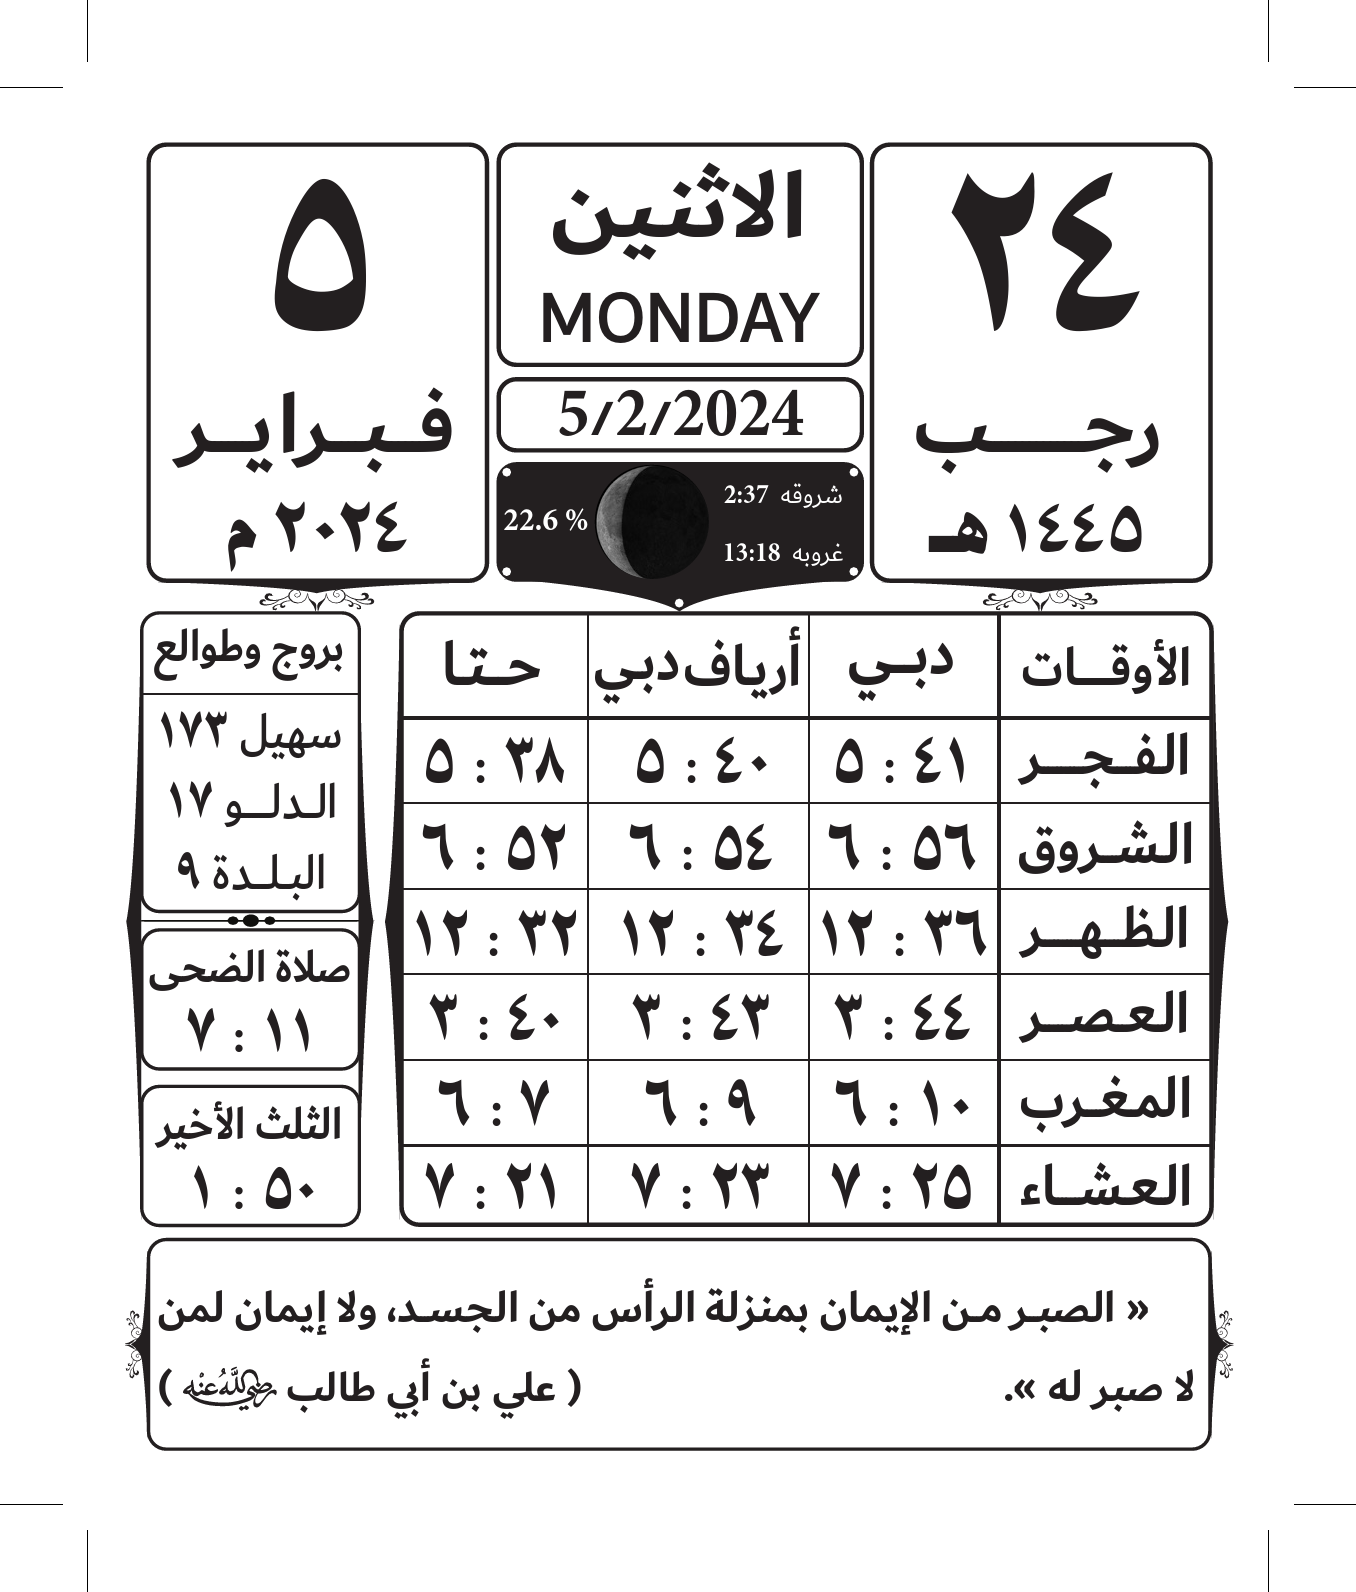 ٢٤
رجـــــب
١٤٤٥ هـ
الاثنين
MONDAY
5/2/2024
شروقه 2:37
غروبه 13:18
22.6 %
٥
فـبـرايـر
٢٠٢٤ م
الأوقـــات دبـي أرياف دبي حـتـا
الفـجــر ٤١ : ٥ ٤٠ : ٥ ٣٨ : ٥
الشـروق ٥٦ : ٦ ٥٤ : ٦ ٥٢ : ٦
الظـهــر ٣٦ : ١٢ ٣٤ : ١٢ ٣٢ : ١٢
العـصــر ٤٤ : ٣ ٤٣ : ٣ ٤٠ : ٣
المـغـرب ١٠ : ٦ ٩ : ٦ ٧ : ٦
العـشــاء ٢٥ : ٧ ٢٣ : ٧ ٢١ : ٧
بروج وطوالع
سهيل ١٧٣
الـدلــو ١٧
البـلـدة ٩
صلاة الضحى
١١ : ٧
الثلث الأخير
٥٠ : ١
« الصبـر مـن الإيمان بمنزلة الرأس من الجسـد، ولا إيمان لمن
لا صبر له ». ( علي بن أبي طالب رضي الله عنه )